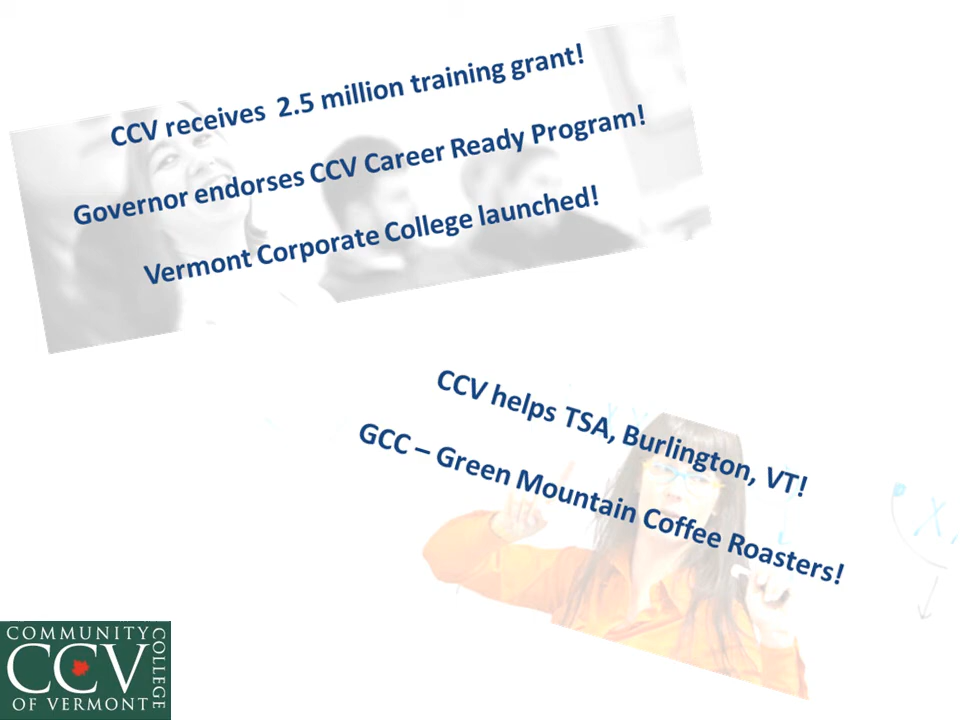 CCV receives 2.5 million training grant!
Governor endorses CCV Career Ready Program!
Vermont Corporate College launched!
CCV helps TSA, Burlington, VT!
GCC – Green Mountain Coffee Roasters!
COMMUNITY
COLLEGE
CCV
OF VERMONT